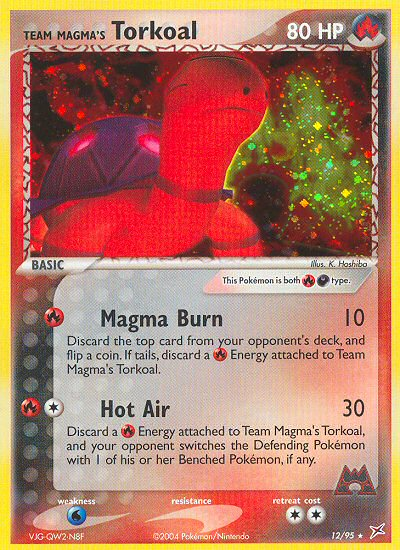 TEAM MAGMA'S Torkoal 80 HP
BASIC
Illus. K. Hoshiba
This Pokémon is both type.
Magma Burn 10
Discard the top card from your opponent's deck, and
flip a coin. If tails, discard a Energy attached to Team
Magma's Torkoal.
Hot Air 30
Discard a Energy attached to Team Magma's Torkoal,
and your opponent switches the Defending Pokémon
with 1 of his or her Benched Pokémon, if any.
weakness resistance retreat cost
VJG-QW2-N8F ©2004 Pokémon/Nintendo 12/95 ★